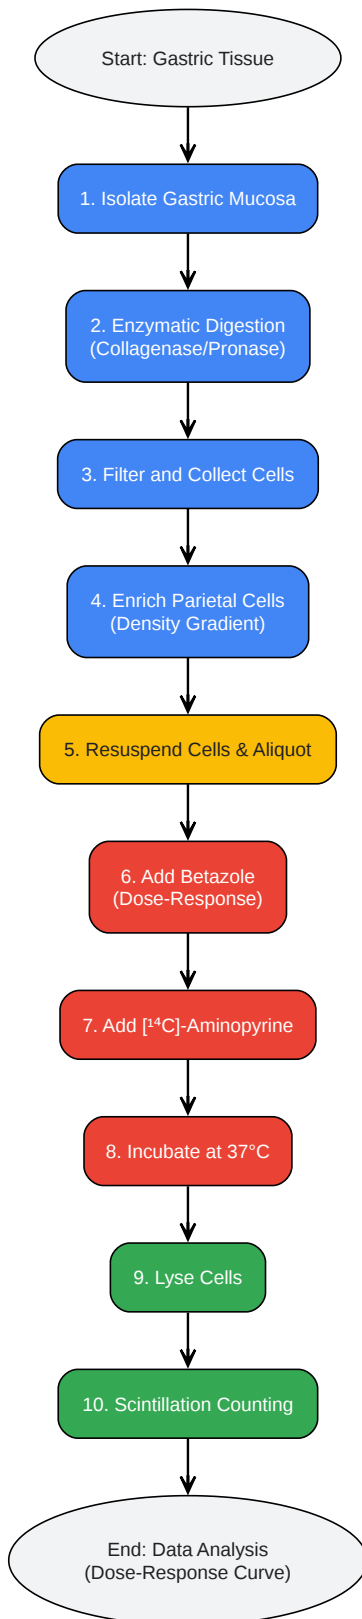 Start: Gastric Tissue
1. Isolate Gastric Mucosa
2. Enzymatic Digestion
(Collagenase/Pronase)
3. Filter and Collect Cells
4. Enrich Parietal Cells
(Density Gradient)
5. Resuspend Cells & Aliquot
6. Add Betazole
(Dose-Response)
7. Add [¹⁴C]-Aminopyrine
8. Incubate at 37°C
9. Lyse Cells
10. Scintillation Counting
End: Data Analysis
(Dose-Response Curve)